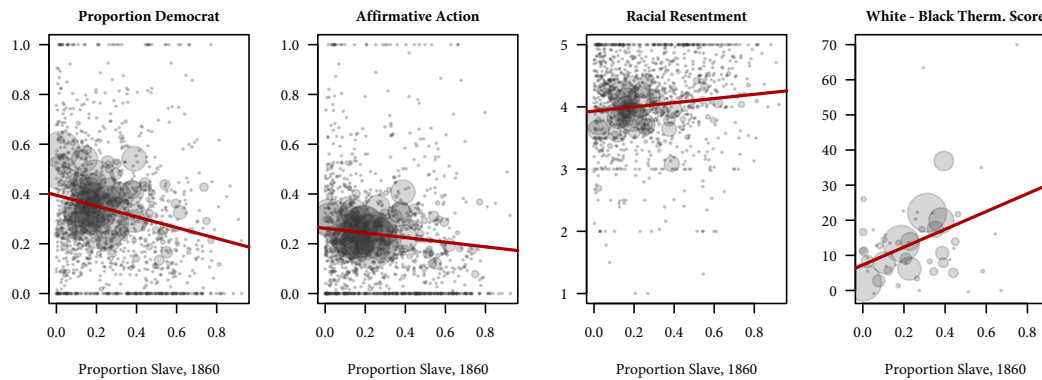 Proportion Democrat
Affirmative Action
Racial Resentment
White - Black Therm. Score
1.0
0.8
0.6
0.4
0.2
0.0
0.0 0.2 0.4 0.6 0.8
Proportion Slave, 1860
1.0
0.8
0.6
0.4
0.2
0.0
0.0 0.2 0.4 0.6 0.8
Proportion Slave, 1860
5
4
3
2
1
0.0 0.2 0.4 0.6 0.8
Proportion Slave, 1860
70
60
50
40
30
20
10
0
0.0 0.2 0.4 0.6 0.8
Proportion Slave, 1860